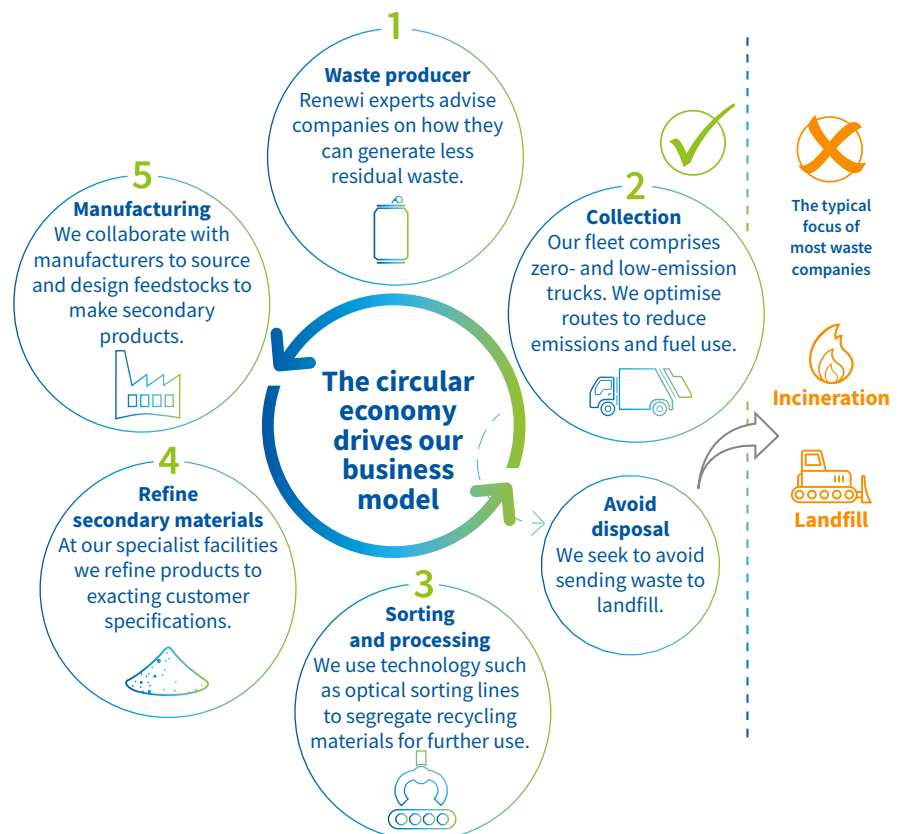 1
Waste producer
Renewi experts advise
companies on how they
can generate less
residual waste.
2
Collection
Our fleet comprises
zero- and low-emission
trucks. We optimise
routes to reduce
emissions and fuel use.
3
Sorting
and processing
We use technology such
as optical sorting lines
to segregate recycling
materials for further use.
4
Refine
secondary materials
At our specialist facilities
we refine products to
exacting customer
specifications.
5
Manufacturing
We collaborate with
manufacturers to source
and design feedstocks to
make secondary
products.
The circular
economy
drives our
business
model
Avoid
disposal
We seek to avoid
sending waste to
landfill.
The typical
focus of
most waste
companies
Incineration
Landfill